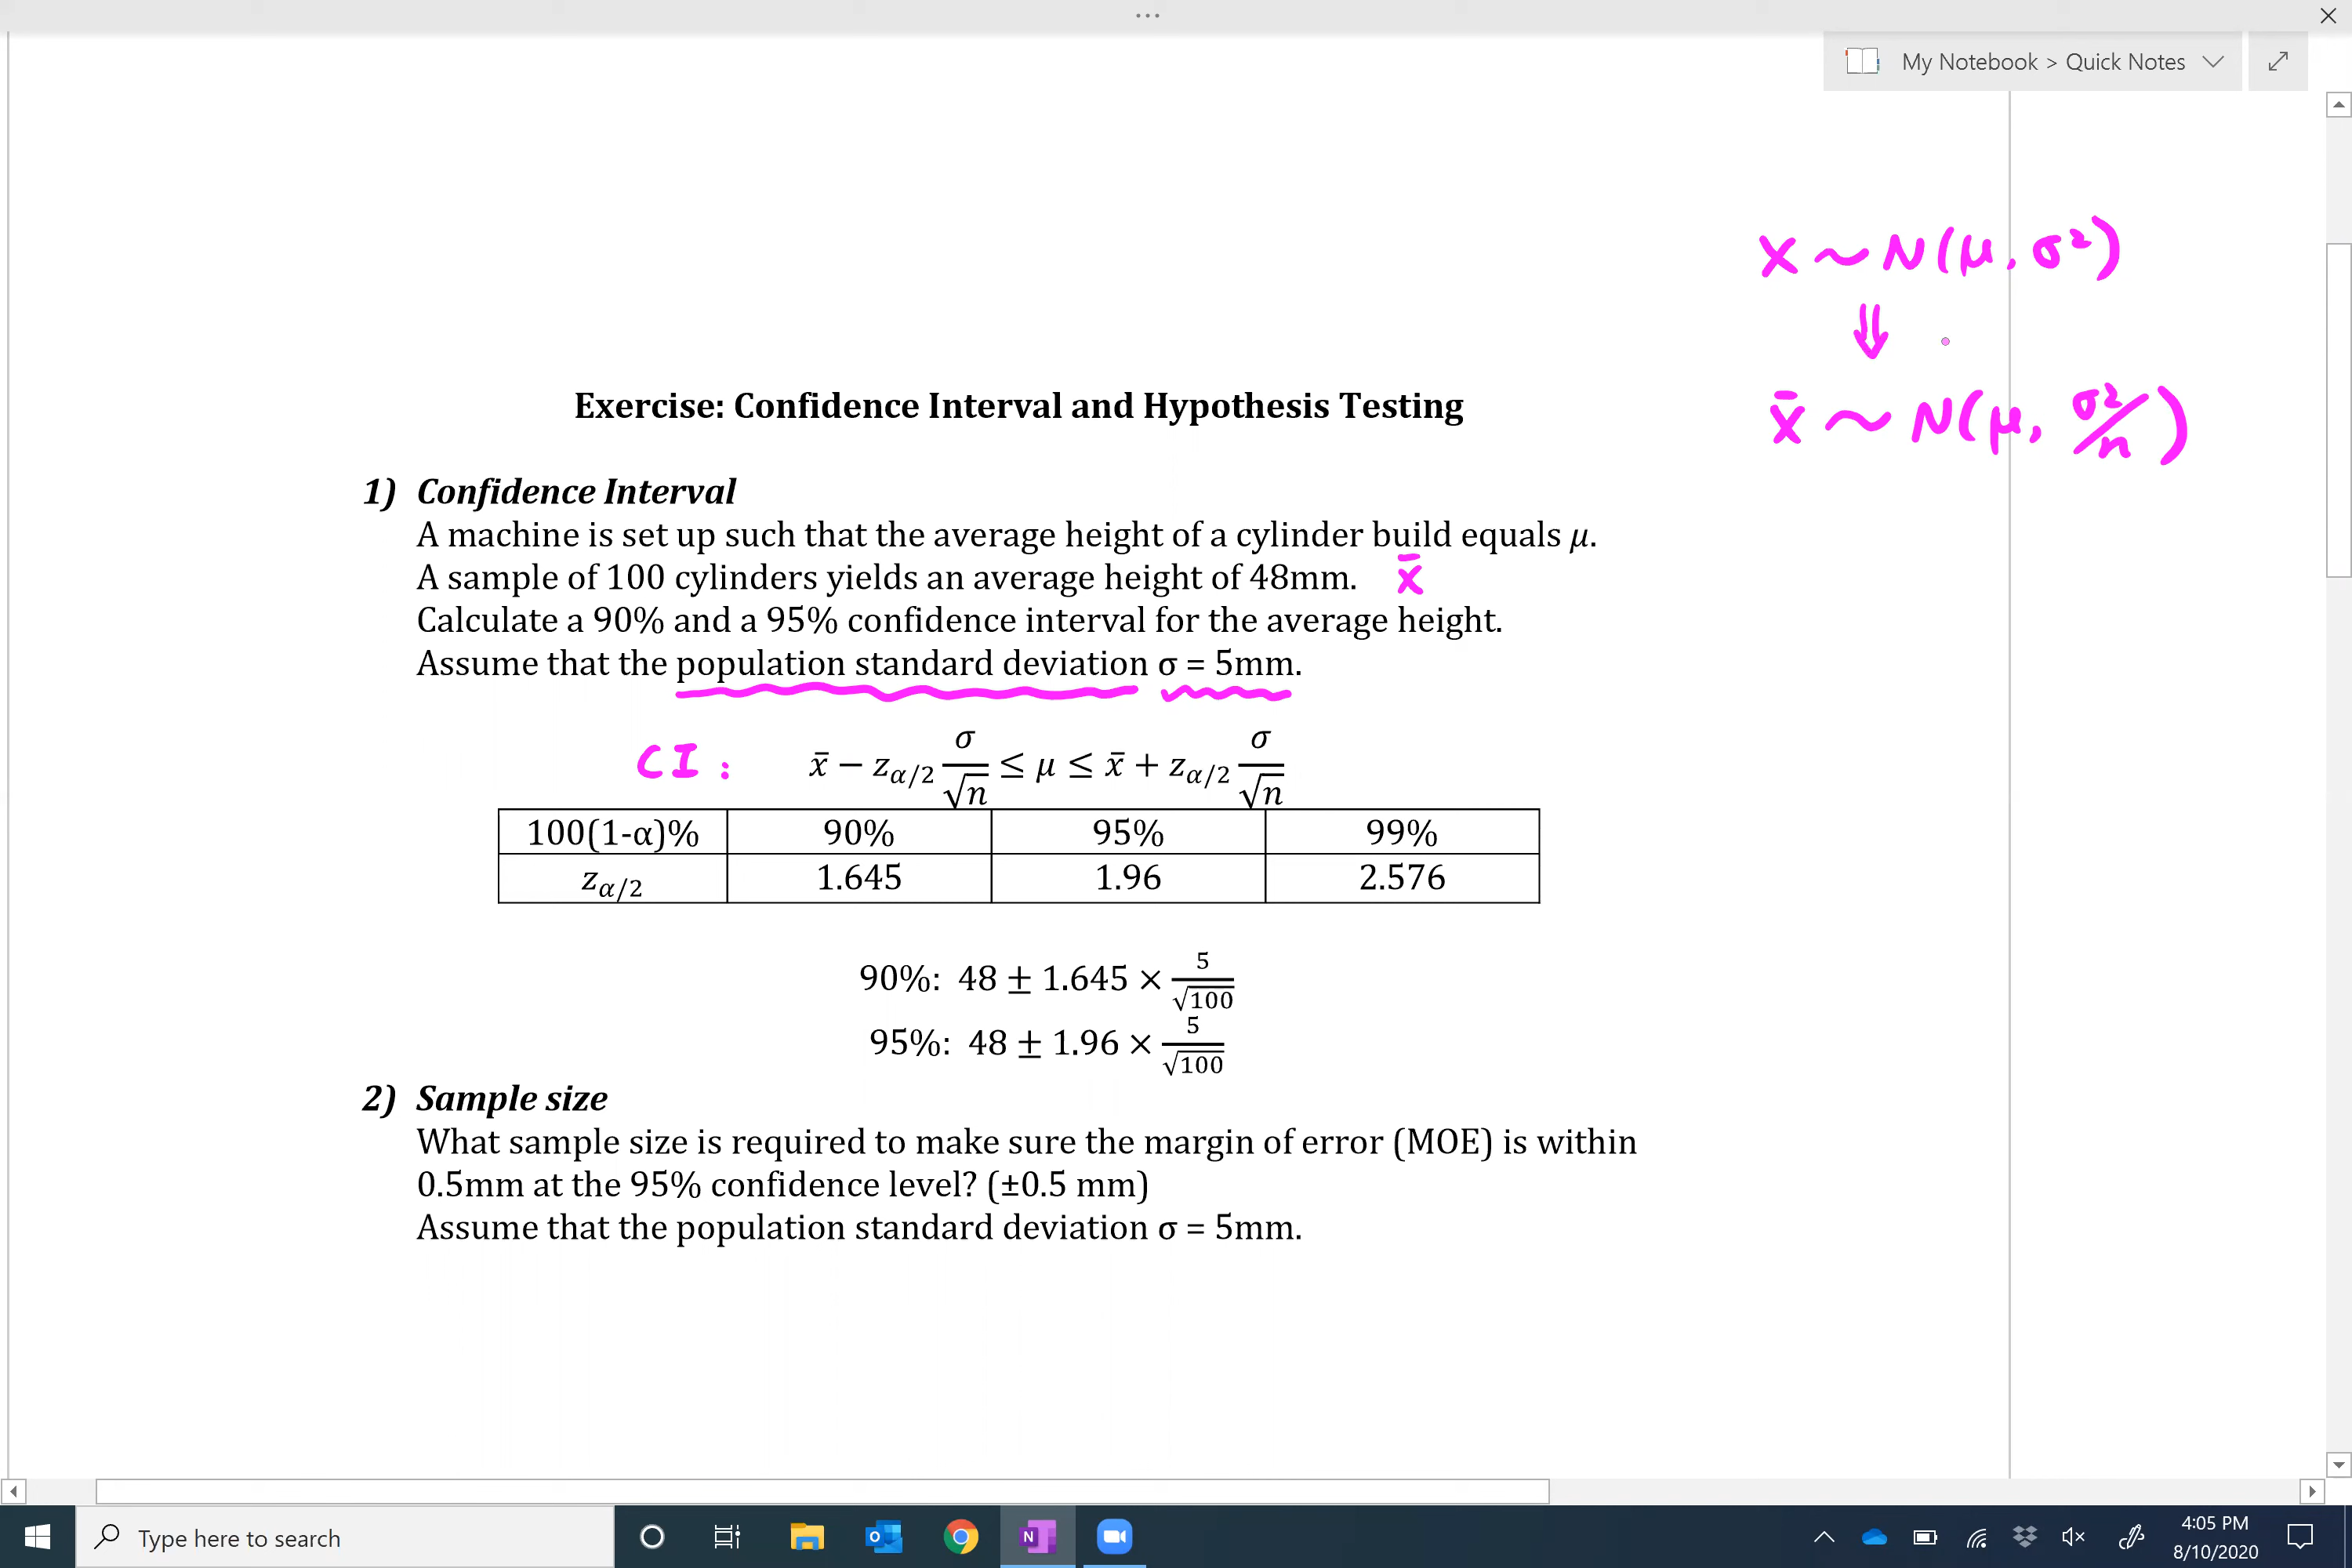 My Notebook > Quick Notes
x ~ N(μ, σ²)
⇓
x̄ ~ N(μ, σ²/n)
Exercise: Confidence Interval and Hypothesis Testing
1) Confidence Interval
A machine is set up such that the average height of a cylinder build equals μ.
A sample of 100 cylinders yields an average height of 48mm. x̄
Calculate a 90% and a 95% confidence interval for the average height.
Assume that the population standard deviation σ = 5mm.
CI: x̄ − z_{α/2} σ/√n ≤ μ ≤ x̄ + z_{α/2} σ/√n
100(1-α)% 90% 95% 99%
z_{α/2} 1.645 1.96 2.576
90%: 48 ± 1.645 × 5/√100
95%: 48 ± 1.96 × 5/√100
2) Sample size
What sample size is required to make sure the margin of error (MOE) is within
0.5mm at the 95% confidence level? (±0.5 mm)
Assume that the population standard deviation σ = 5mm.
Type here to search
4:05 PM
8/10/2020